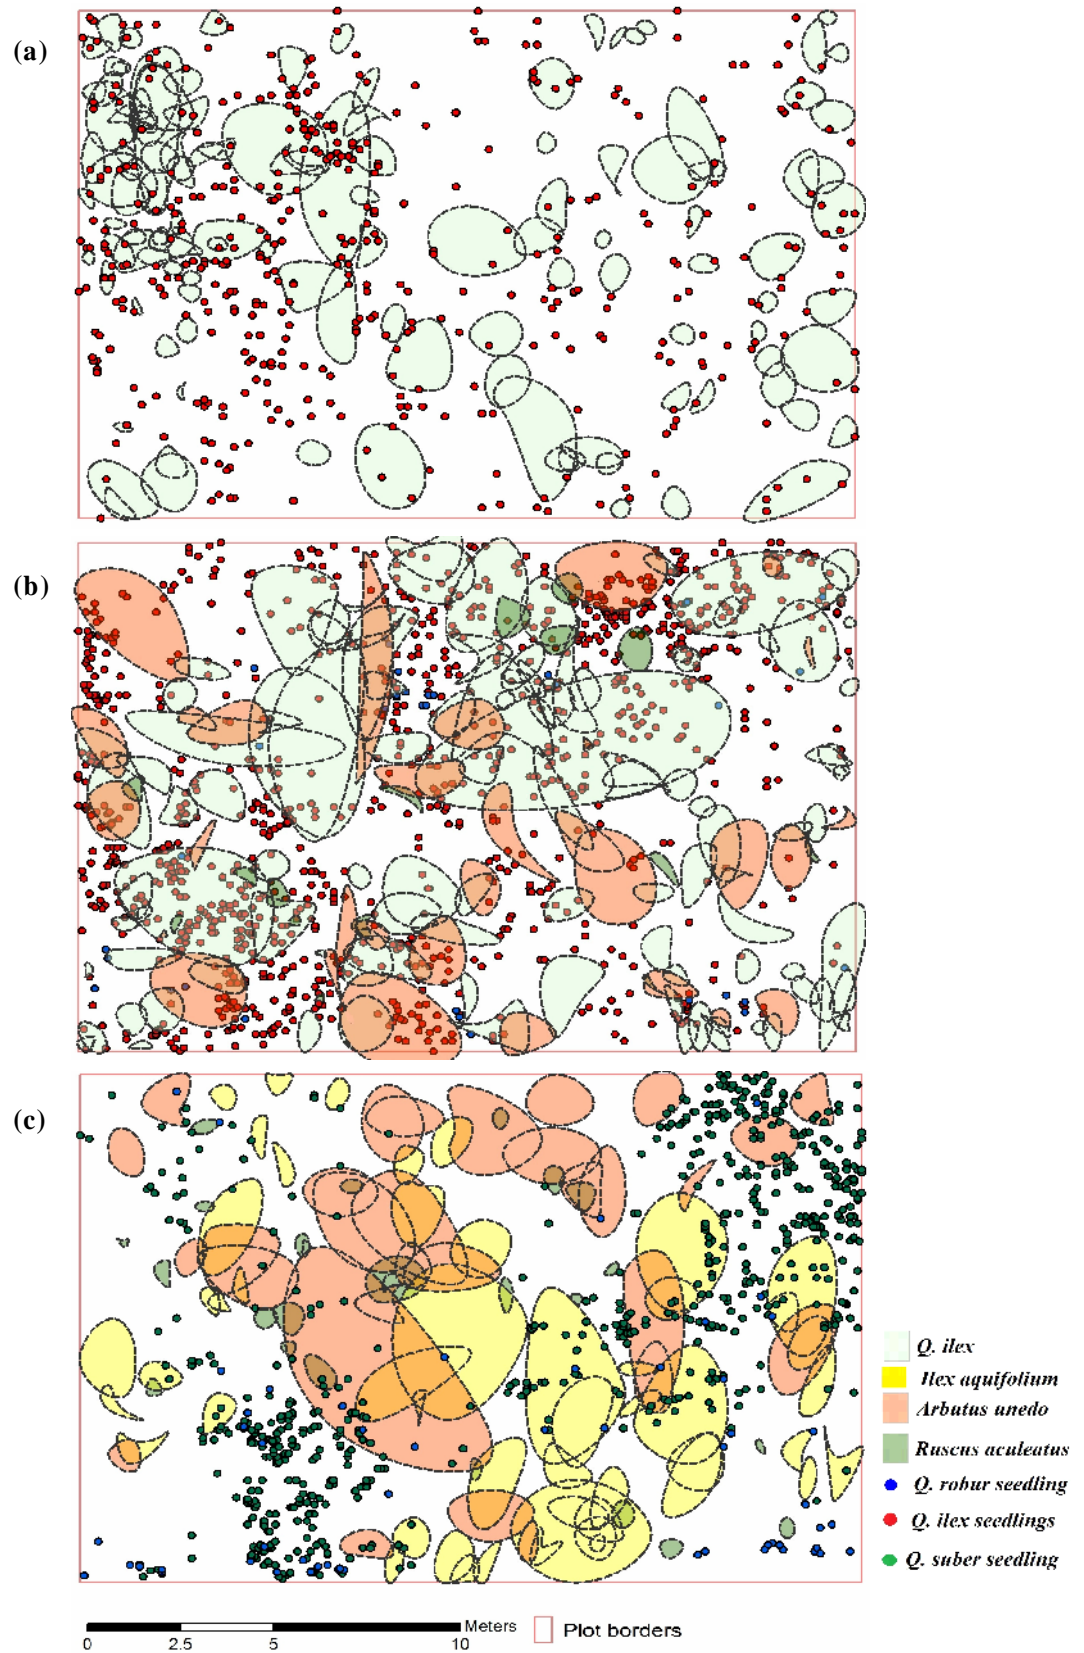 (a)
(b)
(c)
Q. ilex
Ilex aquifolium
Arbutus unedo
Ruscus aculeatus
Q. robur seedling
Q. ilex seedlings
Q. suber seedling
Meters
0 2.5 5 10
Plot borders